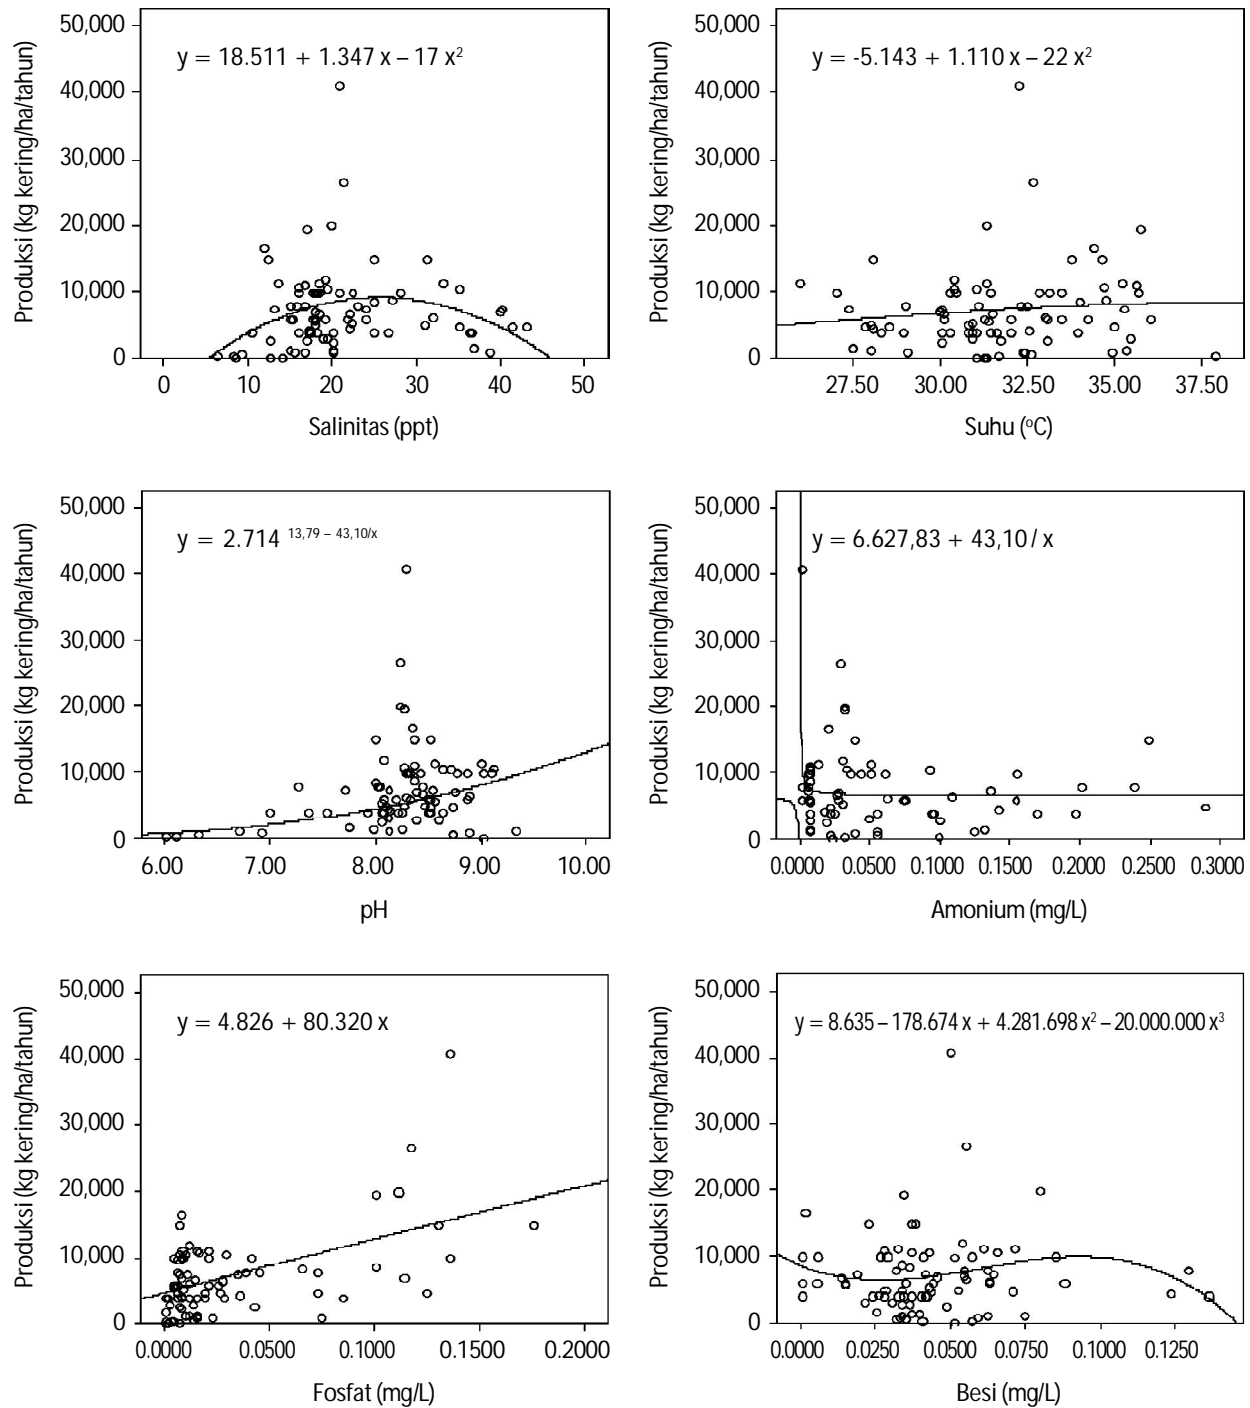 y = 18.511 + 1.347 x – 17 x²
Produksi (kg kering/ha/tahun)
50,000
40,000
30,000
20,000
10,000
0
0 10 20 30 40 50
Salinitas (ppt)
y = -5.143 + 1.110 x – 22 x²
Produksi (kg kering/ha/tahun)
50,000
40,000
30,000
20,000
10,000
0
27.50 30.00 32.50 35.00 37.50
Suhu (°C)
y = 2.714 13,79 – 43,10/x
Produksi (kg kering/ha/tahun)
50,000
40,000
30,000
20,000
10,000
0
6.00 7.00 8.00 9.00 10.00
pH
y = 6.627,83 + 43,10 / x
Produksi (kg kering/ha/tahun)
50,000
40,000
30,000
20,000
10,000
0
0.0000 0.0500 0.1000 0.1500 0.2000 0.2500 0.3000
Amonium (mg/L)
y = 4.826 + 80.320 x
Produksi (kg kering/ha/tahun)
50,000
40,000
30,000
20,000
10,000
0
0.0000 0.0500 0.1000 0.1500 0.2000
Fosfat (mg/L)
y = 8.635 – 178.674 x + 4.281.698 x² – 20.000.000 x³
Produksi (kg kering/ha/tahun)
50,000
40,000
30,000
20,000
10,000
0
0.0000 0.0250 0.0500 0.0750 0.1000 0.1250
Besi (mg/L)